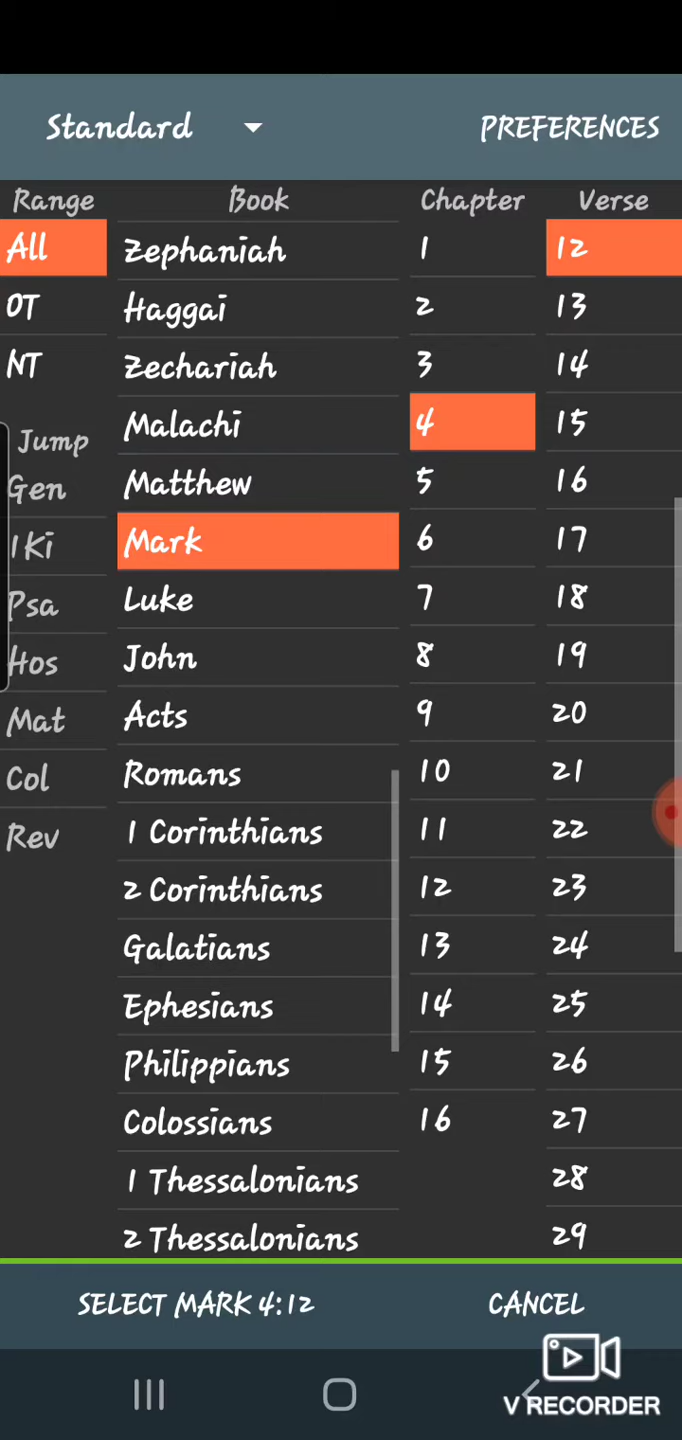 Standard PREFERENCES
Range Book Chapter Verse
All Zephaniah 1 12
OT Haggai 2 13
NT Zechariah 3 14
Malachi 4 15
Jump
Gen Matthew 5 16
1 Ki Mark 6 17
Psa Luke 7 18
Hos John 8 19
Mat Acts 9 20
Col Romans 10 21
Rev 1 Corinthians 11 22
2 Corinthians 12 23
Galatians 13 24
Ephesians 14 25
Philippians 15 26
Colossians 16 27
1 Thessalonians 28
2 Thessalonians 29
SELECT MARK 4:12 CANCEL
V RECORDER